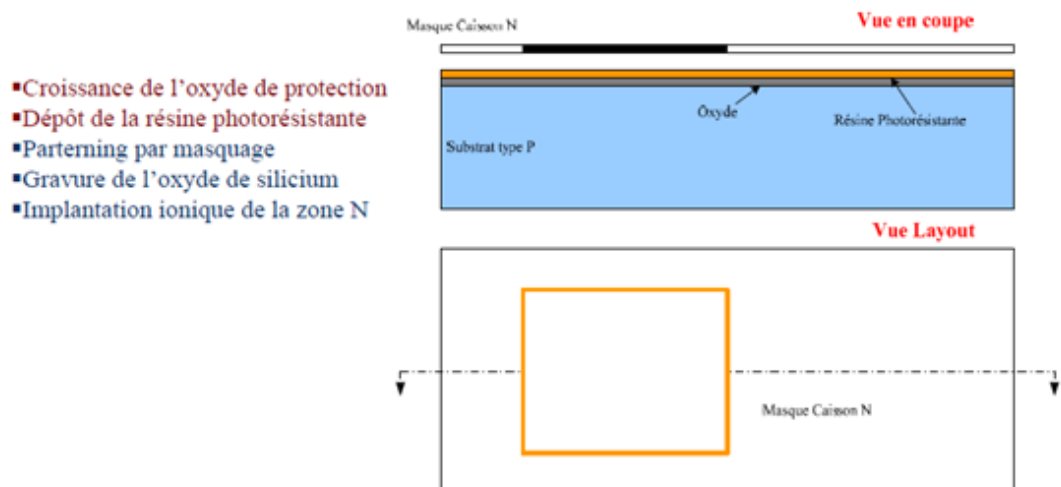 Masque Caisson N
Vue en coupe
▪Croissance de l’oxyde de protection
▪Dépôt de la résine photorésistante
▪Parterning par masquage
▪Gravure de l’oxyde de silicium
▪Implantation ionique de la zone N
Oxyde
Résine Photorésistante
Substrat type P
Vue Layout
Masque Caisson N